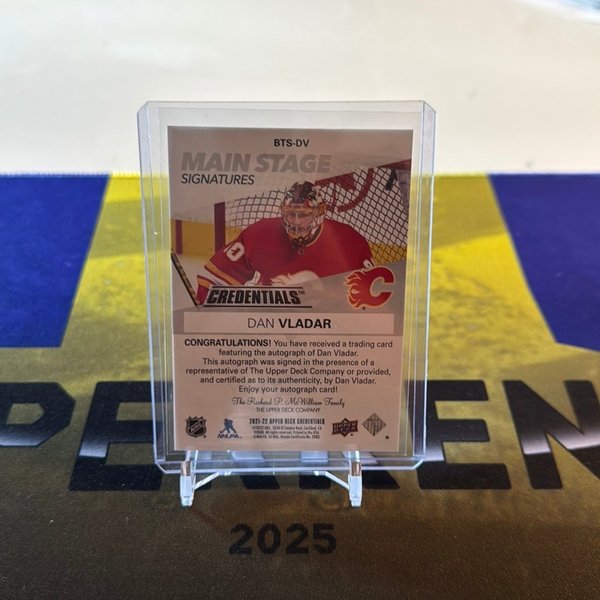 BTS-DV
MAIN STAGE
SIGNATURES
CREDENTIALS™
DAN VLADAR
CONGRATULATIONS! You have received a trading card
featuring the autograph of Dan Vladar.
This autograph was signed in the presence of a
representative of The Upper Deck Company or provided,
and certified as to its authenticity, by Dan Vladar.
Enjoy your autograph card!
The Richard P. McWilliam Family
THE UPPER DECK COMPANY
2021-22 UPPER DECK CREDENTIALS
2025